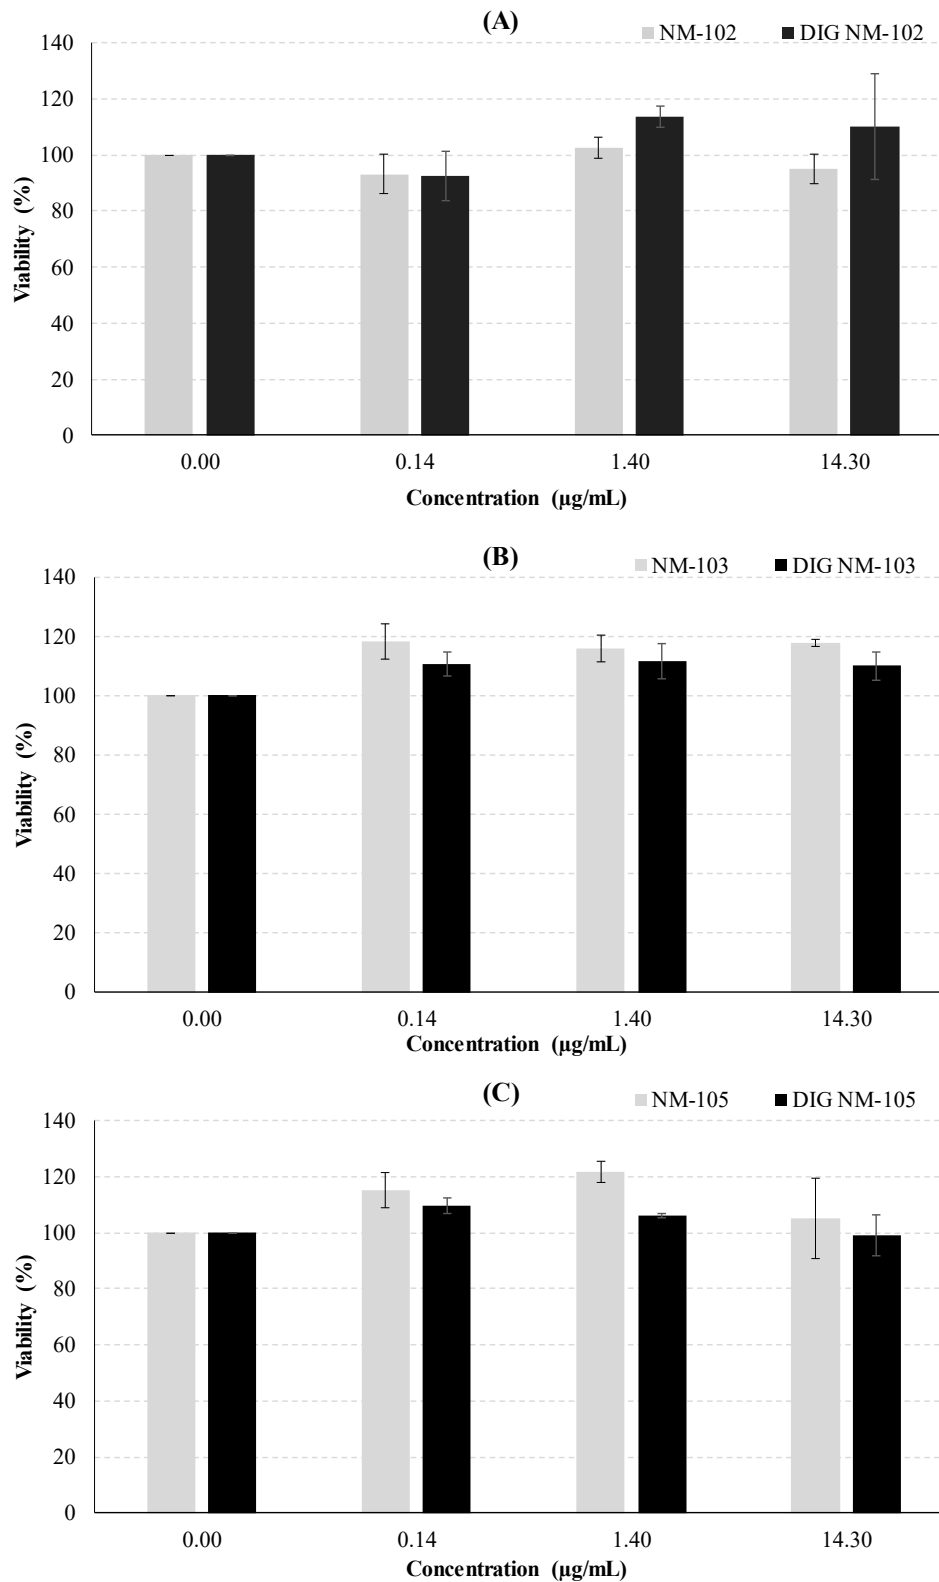 (A)
NM-102 DIG NM-102
140
120
100
80
60
40
20
0
Viability (%)
0.00 0.14 1.40 14.30
Concentration (µg/mL)
(B)
NM-103 DIG NM-103
140
120
100
80
60
40
20
0
Viability (%)
0.00 0.14 1.40 14.30
Concentration (µg/mL)
(C)
NM-105 DIG NM-105
140
120
100
80
60
40
20
0
Viability (%)
0.00 0.14 1.40 14.30
Concentration (µg/mL)